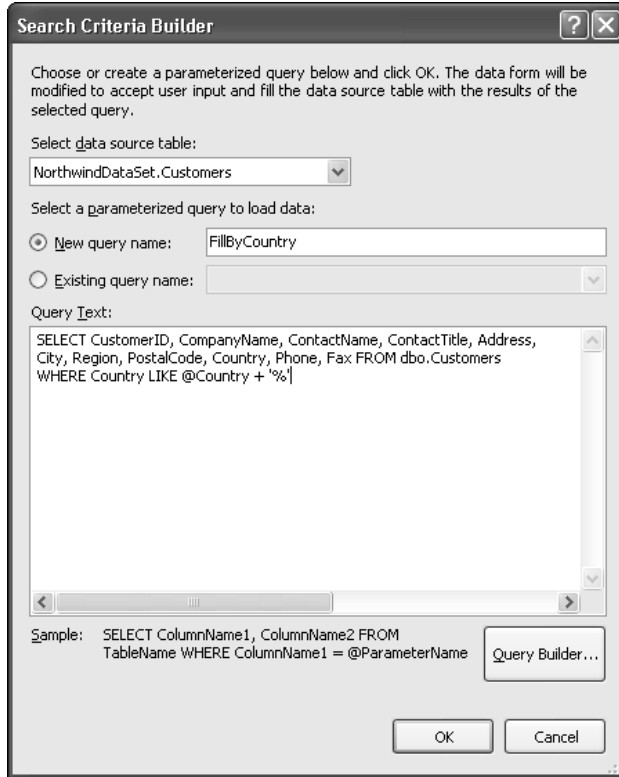 Search Criteria Builder
Choose or create a parameterized query below and click OK. The data form will be
modified to accept user input and fill the data source table with the results of the
selected query.
Select data source table:
NorthwindDataSet.Customers
Select a parameterized query to load data:
New query name: FillByCountry
Existing query name:
Query Text:
SELECT CustomerID, CompanyName, ContactName, ContactTitle, Address,
City, Region, PostalCode, Country, Phone, Fax FROM dbo.Customers
WHERE Country LIKE @Country + '%'
Sample: SELECT ColumnName1, ColumnName2 FROM
TableName WHERE ColumnName1 = @ParameterName
Query Builder...
OK Cancel